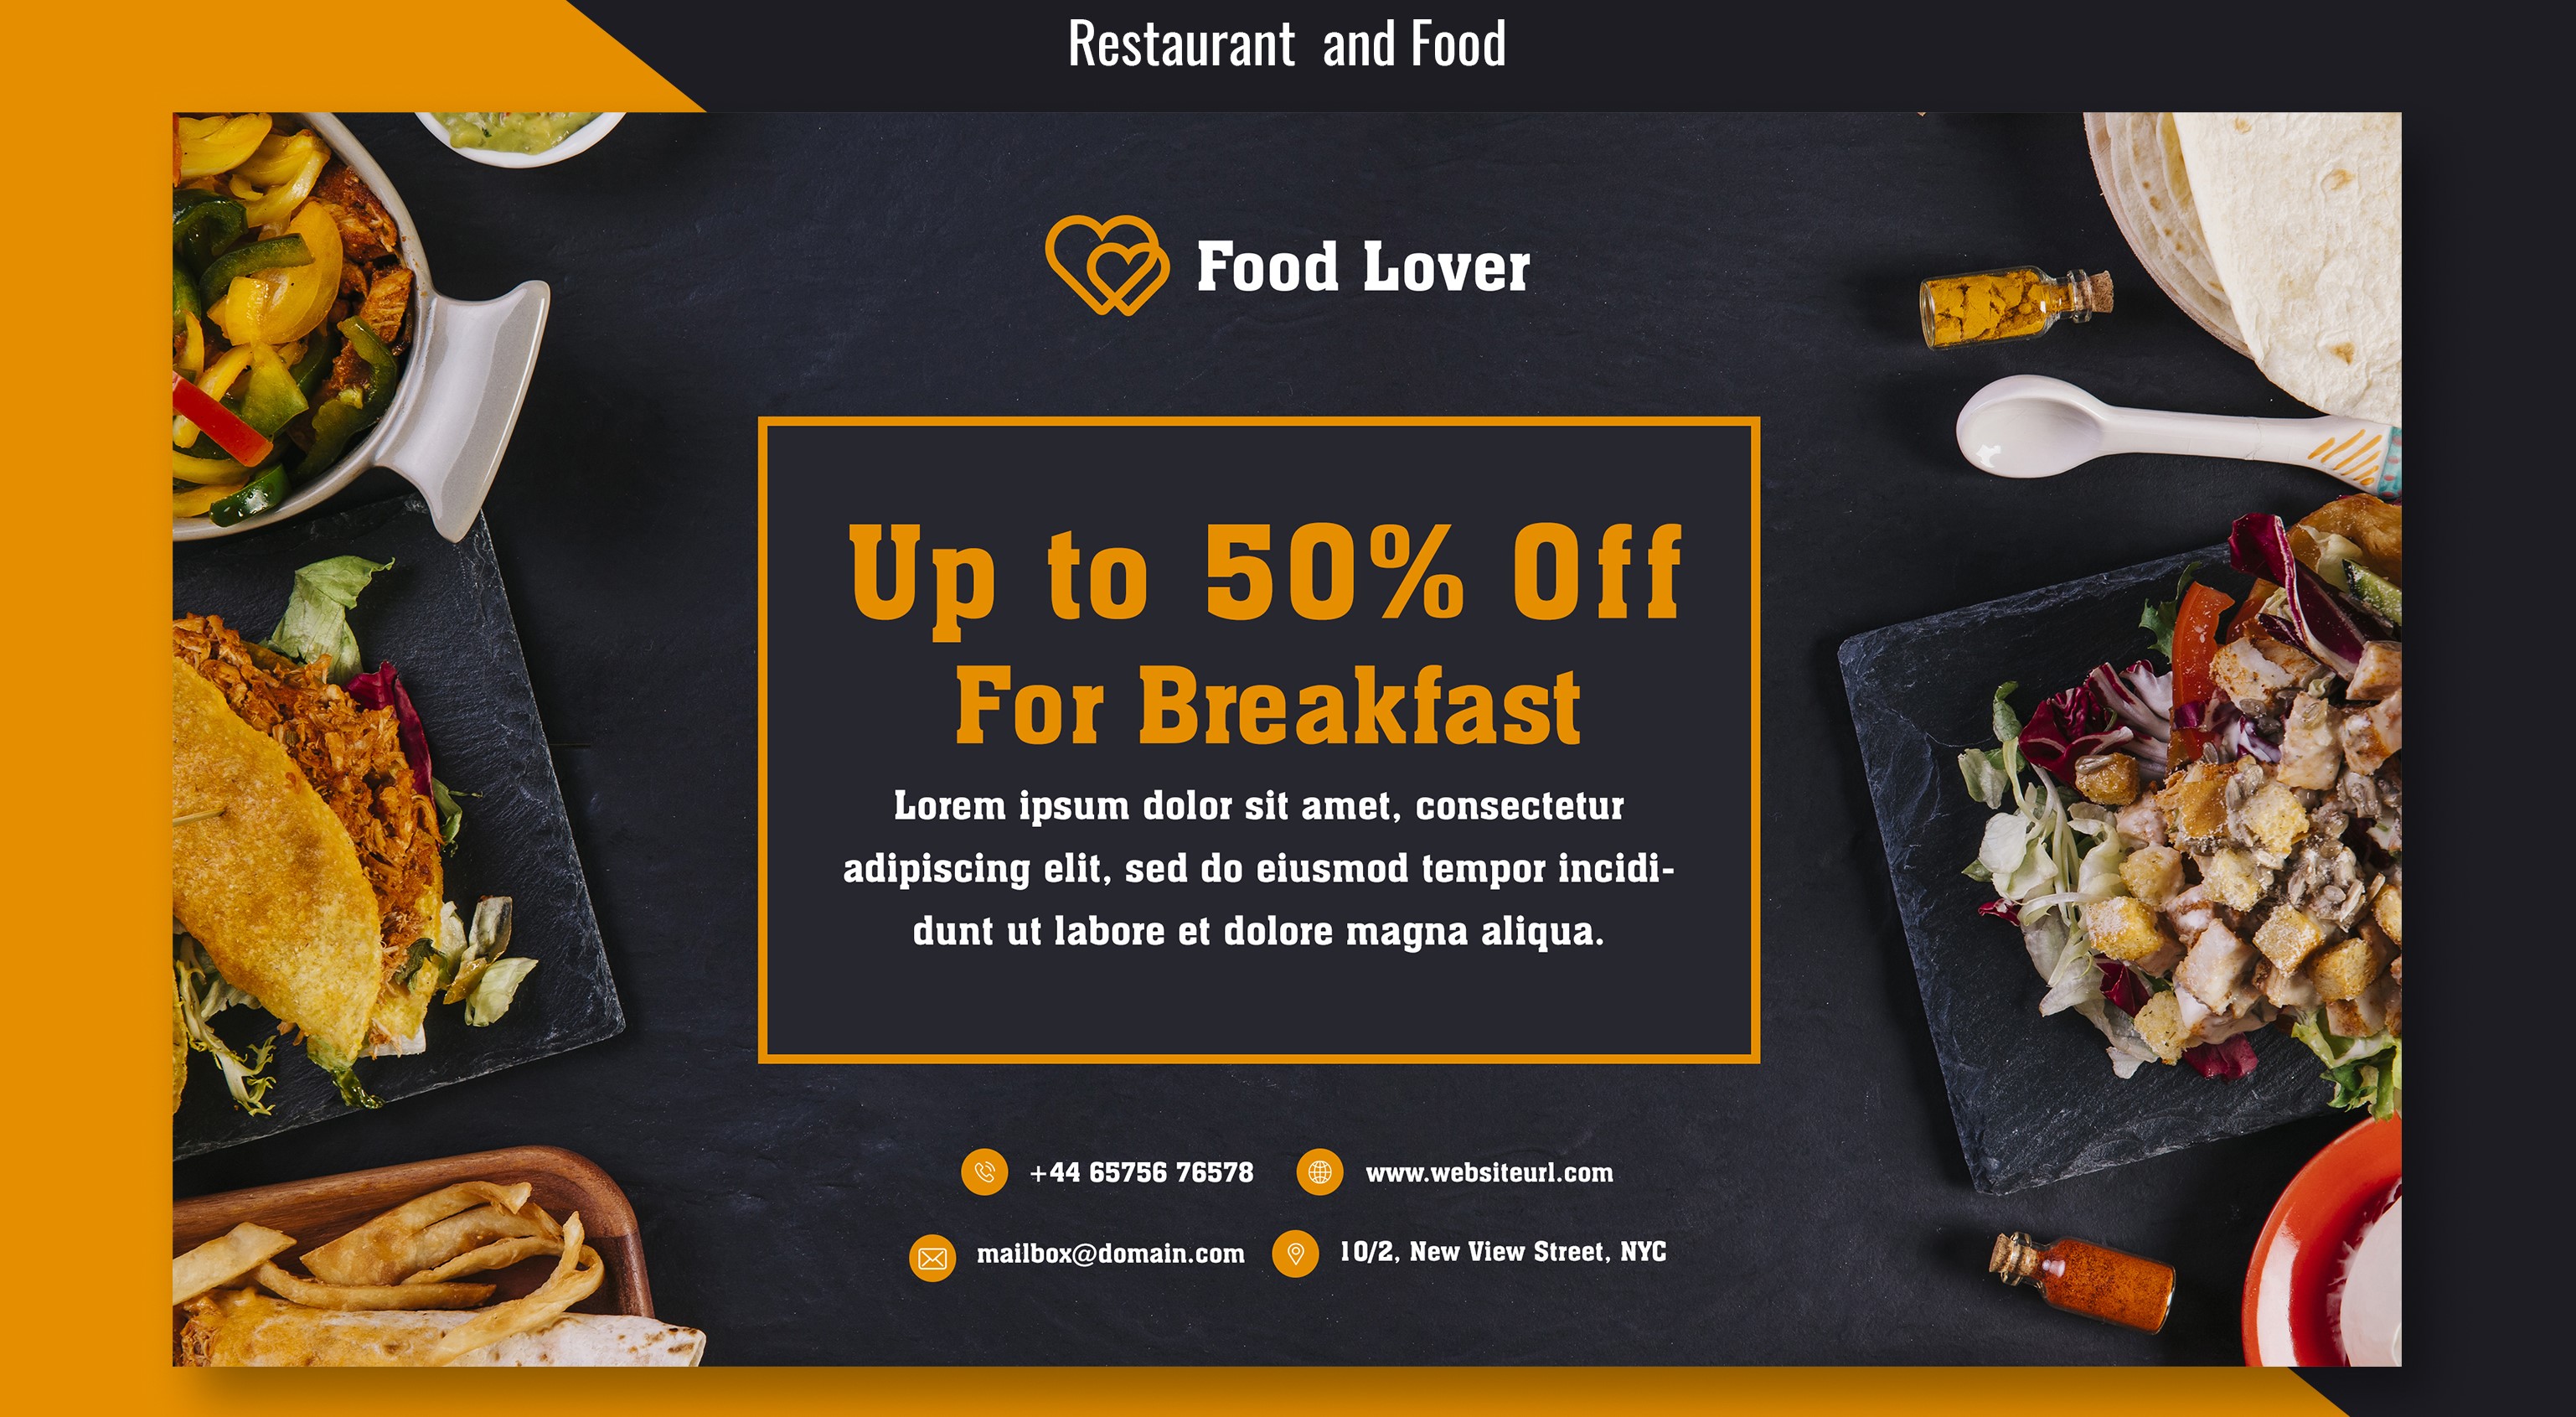 Restaurant and Food
Food Lover
Up to 50% Off
For Breakfast
Lorem ipsum dolor sit amet, consectetur
adipiscing elit, sed do eiusmod tempor incidi-
dunt ut labore et dolore magna aliqua.
+44 65756 76578 www.websiteurl.com
mailbox@domain.com 10/2, New View Street, NYC